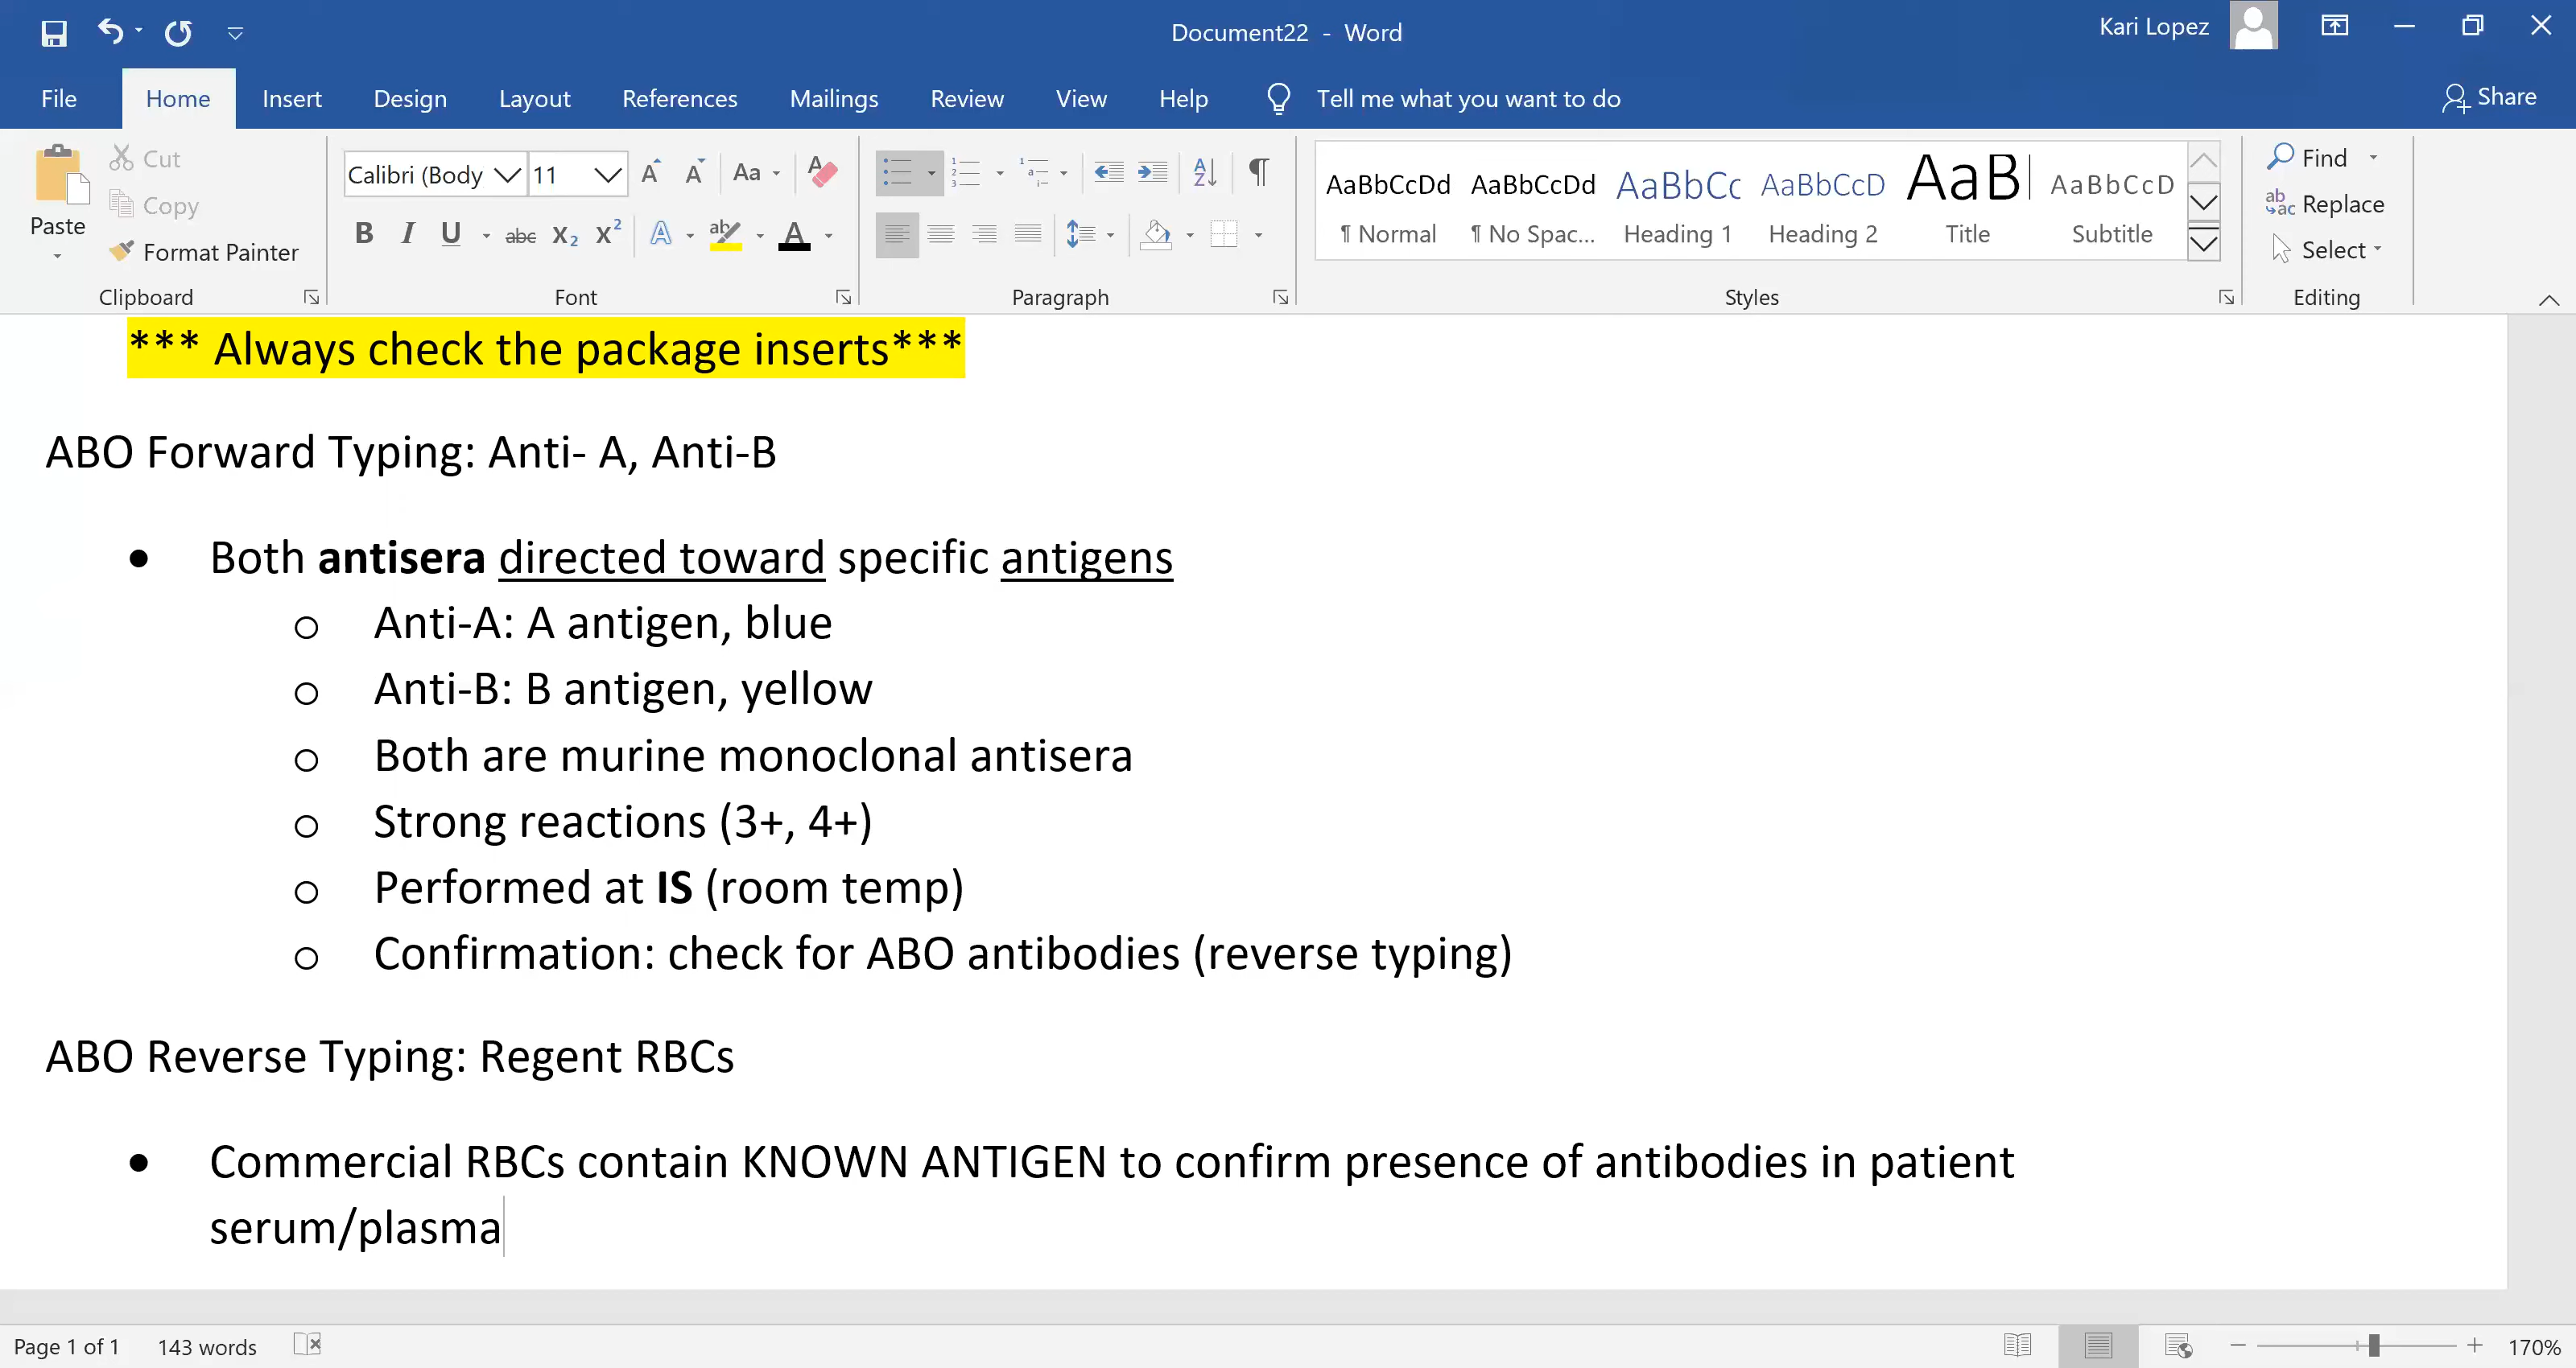 Document22 - Word
Kari Lopez
File Home Insert Design Layout References Mailings Review View Help Tell me what you want to do Share
Paste
Cut
Copy
Format Painter
Clipboard
Calibri (Body 11
Font
Paragraph
AaBbCcDd AaBbCcDd AaBbCc AaBbCcD AaB AaBbCcD
¶ Normal ¶ No Spac... Heading 1 Heading 2 Title Subtitle
Styles
Find
Replace
Select
Editing
*** Always check the package inserts***
ABO Forward Typing: Anti- A, Anti-B
• Both antisera directed toward specific antigens
o Anti-A: A antigen, blue
o Anti-B: B antigen, yellow
o Both are murine monoclonal antisera
o Strong reactions (3+, 4+)
o Performed at IS (room temp)
o Confirmation: check for ABO antibodies (reverse typing)
ABO Reverse Typing: Regent RBCs
• Commercial RBCs contain KNOWN ANTIGEN to confirm presence of antibodies in patient
serum/plasma
Page 1 of 1 143 words 170%